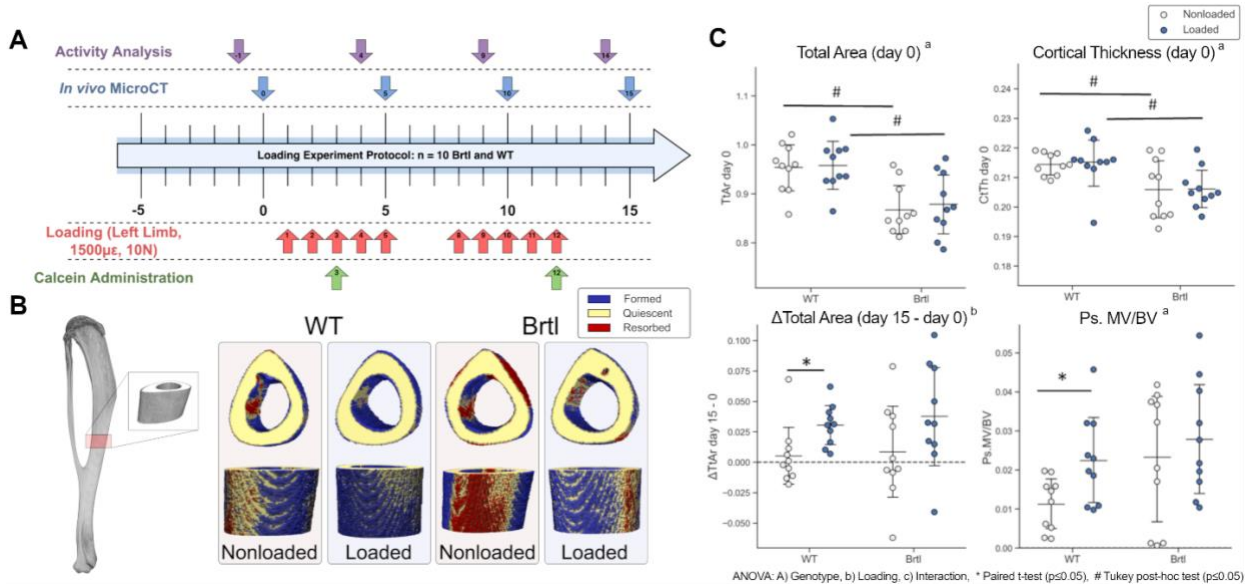 A
Activity Analysis
-1
4
9
14
In vivo MicroCT
0
5
10
15
Loading Experiment Protocol: n = 10 Brtl and WT
-5
0
5
10
15
Loading (Left Limb,
1500με, 10N)
1
2
3
4
5
8
9
10
11
12
Calcein Administration
3
12
B
Formed
Quiescent
Resorbed
WT
Brtl
Nonloaded
Loaded
Nonloaded
Loaded
C
Nonloaded
Loaded
Total Area (day 0) a
TtAr day 0
1.1
1.0
0.9
0.8
#
#
WT
Brtl
Cortical Thickness (day 0) a
CtTh day 0
0.24
0.23
0.22
0.21
0.20
0.19
0.18
0.17
#
#
WT
Brtl
ΔTotal Area (day 15 - day 0) b
ΔTtAr day 15 - 0
0.100
0.075
0.050
0.025
0.000
−0.025
−0.050
*
WT
Brtl
Ps. MV/BV a
Ps.MV/BV
0.05
0.04
0.03
0.02
0.01
0.00
*
WT
Brtl
ANOVA: A) Genotype, b) Loading, c) Interaction, * Paired t-test (p≤0.05), # Tukey post-hoc test (p≤0.05)